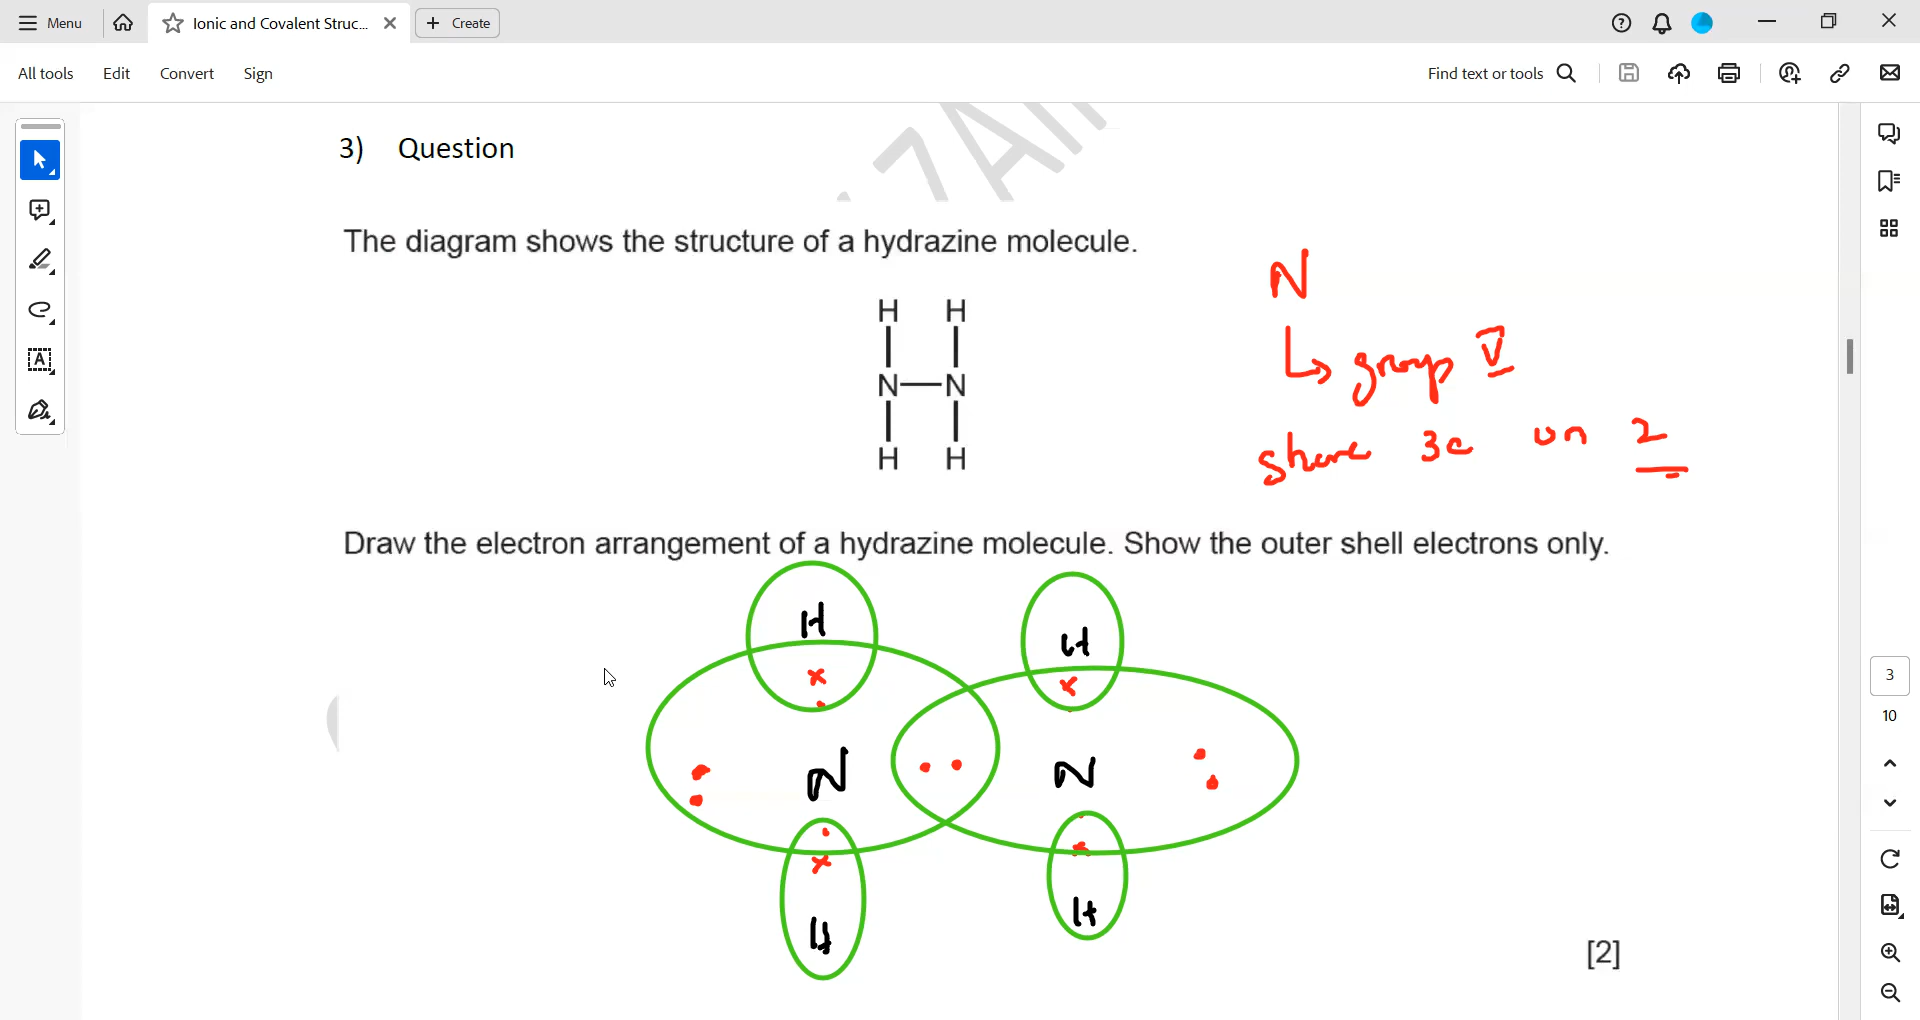 Menu
Ionic and Covalent Struc...
Create
All tools
Edit
Convert
Sign
Find text or tools
3) Question
The diagram shows the structure of a hydrazine molecule.
H H
N N
H H
N
group V
share 3e on 2
Draw the electron arrangement of a hydrazine molecule. Show the outer shell electrons only.
H H
N N
H H
[2]
3
10